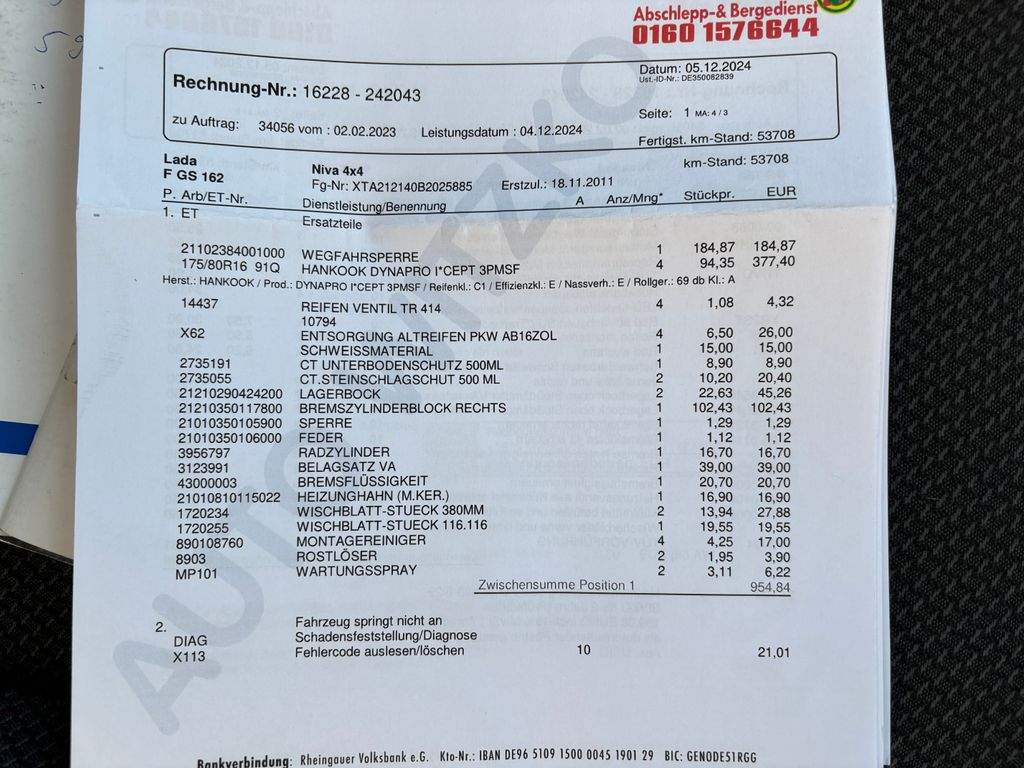 Abschlepp-& Bergedienst
0160 1576644
Datum: 05.12.2024
Ust.-ID-Nr.: DE350082839
Rechnung-Nr.: 16228 - 242043
Seite: 1 MA: 4 / 3
zu Auftrag: 34056 vom : 02.02.2023 Leistungsdatum : 04.12.2024
Fertigst. km-Stand: 53708
Lada Niva 4x4 km-Stand: 53708
F GS 162 Fg-Nr: XTA212140B2025885 Erstzul.: 18.11.2011
P. Arb/ET-Nr. Dienstleistung/Benennung A Anz/Mng* Stückpr. EUR
1. ET Ersatzteile
21102384001000 WEGFAHRSPERRE 1 184,87 184,87
175/80R16 91Q HANKOOK DYNAPRO I*CEPT 3PMSF 4 94,35 377,40
Herst.: HANKOOK / Prod.: DYNAPRO I*CEPT 3PMSF / Reifenkl.: C1 / Effizienzkl.: E / Nassverh.: E / Rollger.: 69 db Kl.: A
14437 REIFEN VENTIL TR 414 4 1,08 4,32
10794
X62 ENTSORGUNG ALTREIFEN PKW AB16ZOL 4 6,50 26,00
SCHWEISSMATERIAL 1 15,00 15,00
2735191 CT UNTERBODENSCHUTZ 500ML 1 8,90 8,90
2735055 CT.STEINSCHLAGSCHUT 500 ML 2 10,20 20,40
21210290424200 LAGERBOCK 2 22,63 45,26
21210350117800 BREMSZYLINDERBLOCK RECHTS 1 102,43 102,43
21010350105900 SPERRE 1 1,29 1,29
21010350106000 FEDER 1 1,12 1,12
3956797 RADZYLINDER 1 16,70 16,70
3123991 BELAGSATZ VA 1 39,00 39,00
43000003 BREMSFLÜSSIGKEIT 1 20,70 20,70
21010810115022 HEIZUNGHAHN (M.KER.) 1 16,90 16,90
1720234 WISCHBLATT-STUECK 380MM 2 13,94 27,88
1720255 WISCHBLATT-STUECK 116.116 1 19,55 19,55
890108760 MONTAGEREINIGER 4 4,25 17,00
8903 ROSTLÖSER 2 1,95 3,90
MP101 WARTUNGSSPRAY 2 3,11 6,22
Zwischensumme Position 1 954,84
2. Fahrzeug springt nicht an
DIAG Schadensfeststellung/Diagnose
X113 Fehlercode auslesen/löschen 10 21,01
Bankverbindung: Rheingauer Volksbank e.G. Kto-Nr.: IBAN DE96 5109 1500 0045 1901 29 BIC: GENODE51RGG